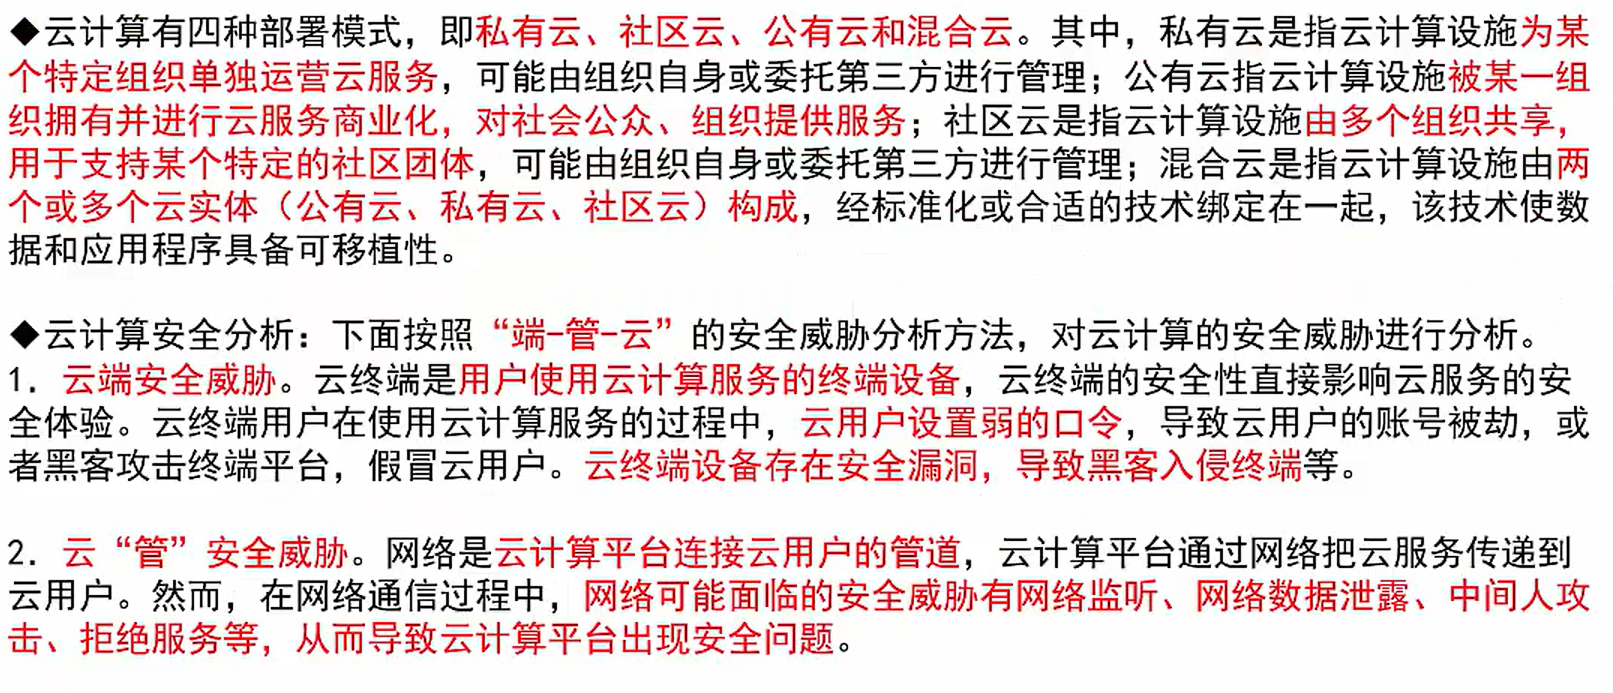 ◆云计算有四种部署模式，即私有云、社区云、公有云和混合云。其中，私有云是指云计算设施为某
个特定组织单独运营云服务，可能由组织自身或委托第三方进行管理；公有云指云计算设施被某一组
织拥有并进行云服务商业化，对社会公众、组织提供服务；社区云是指云计算设施由多个组织共享，
用于支持某个特定的社区团体，可能由组织自身或委托第三方进行管理；混合云是指云计算设施由两
个或多个云实体（公有云、私有云、社区云）构成，经标准化或合适的技术绑定在一起，该技术使数
据和应用程序具备可移植性。
◆云计算安全分析：下面按照“端-管-云”的安全威胁分析方法，对云计算的安全威胁进行分析。
1．云端安全威胁。云终端是用户使用云计算服务的终端设备，云终端的安全性直接影响云服务的安
全体验。云终端用户在使用云计算服务的过程中，云用户设置弱的口令，导致云用户的账号被劫，或
者黑客攻击终端平台，假冒云用户。云终端设备存在安全漏洞，导致黑客入侵终端等。
2．云“管”安全威胁。网络是云计算平台连接云用户的管道，云计算平台通过网络把云服务传递到
云用户。然而，在网络通信过程中，网络可能面临的安全威胁有网络监听、网络数据泄露、中间人攻
击、拒绝服务等，从而导致云计算平台出现安全问题。